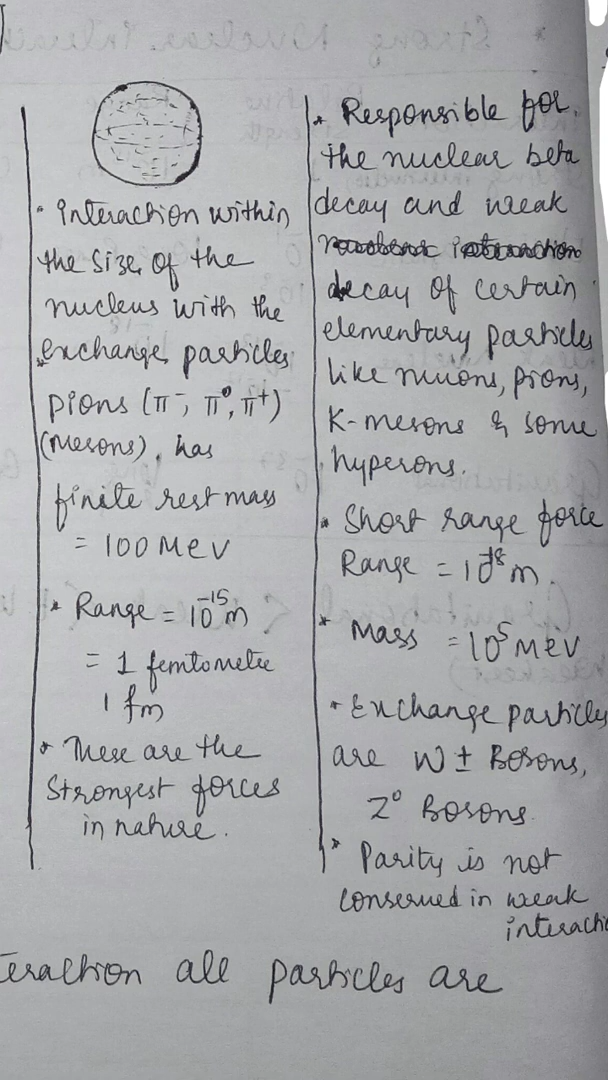 • Interaction within
the size of the
nucleus with the
exchange particles
pions (π⁻, π⁰, π⁺)
(mesons), has
finite rest mass
= 100 MeV
* Range = 10⁻¹⁵m
= 1 femtometre
1 fm
* These are the
strongest forces
in nature.
* Responsible for
the nuclear beta
decay and weak
decay of certain
elementary particles
like muons, pions,
K-mesons & some
hyperons.
* Short range force
Range = 10⁻¹⁸m.
* Mass = 10⁵ MeV
* Exchange particles
are W± Bosons,
Z⁰ Bosons.
* Parity is not
conserved in weak
interactio
eraction all particles are